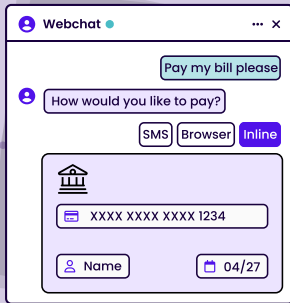 Webchat
Pay my bill please
How would you like to pay?
SMS Browser Inline
XXXX XXXX XXXX 1234
Name 04/27